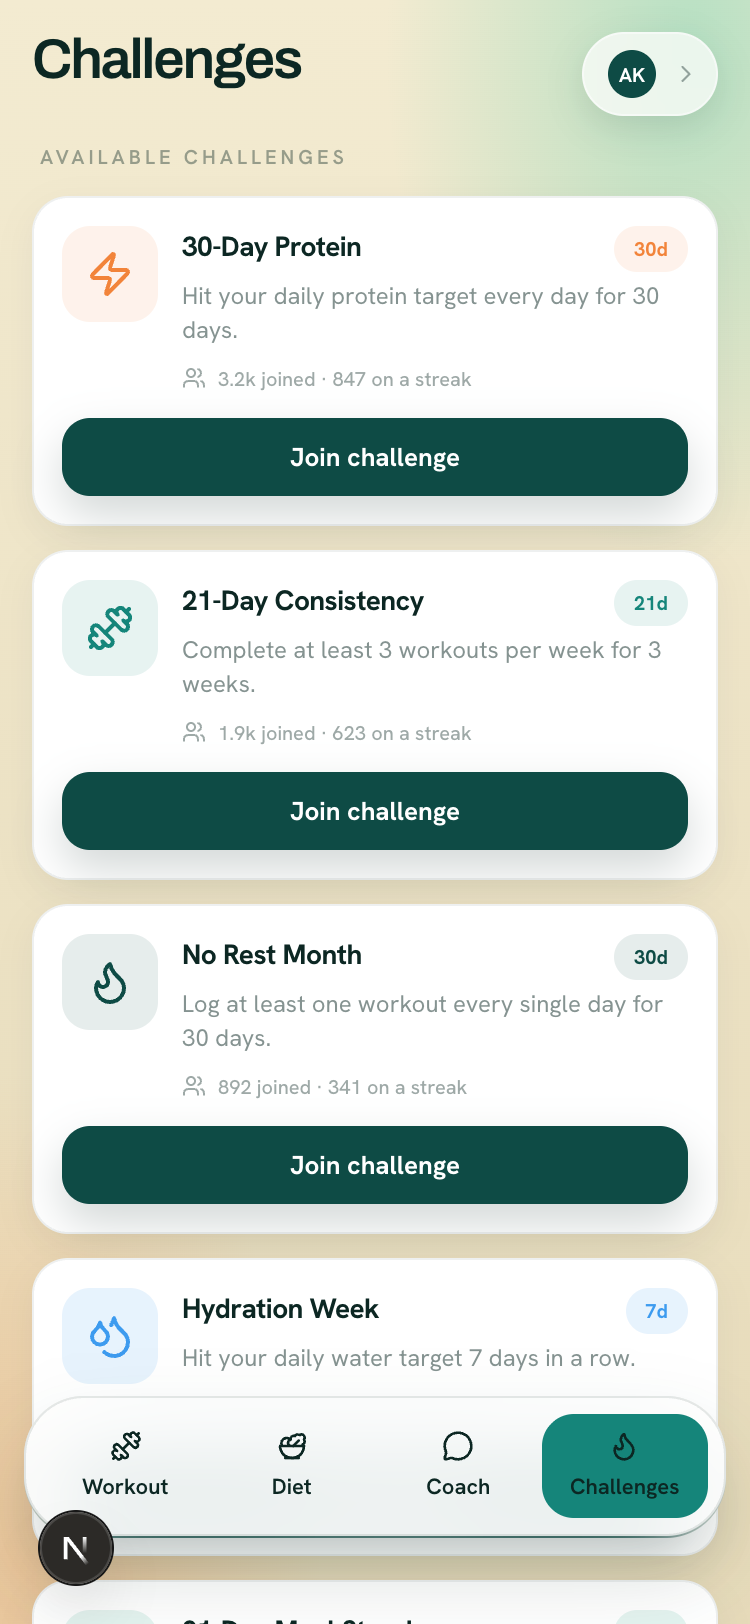 Challenges
AK
AVAILABLE CHALLENGES
30-Day Protein
30d
Hit your daily protein target every day for 30
days.
3.2k joined · 847 on a streak
Join challenge
21-Day Consistency
21d
Complete at least 3 workouts per week for 3
weeks.
1.9k joined · 623 on a streak
Join challenge
No Rest Month
30d
Log at least one workout every single day for
30 days.
892 joined · 341 on a streak
Join challenge
Hydration Week
7d
Hit your daily water target 7 days in a row.
Workout
Diet
Coach
Challenges
N